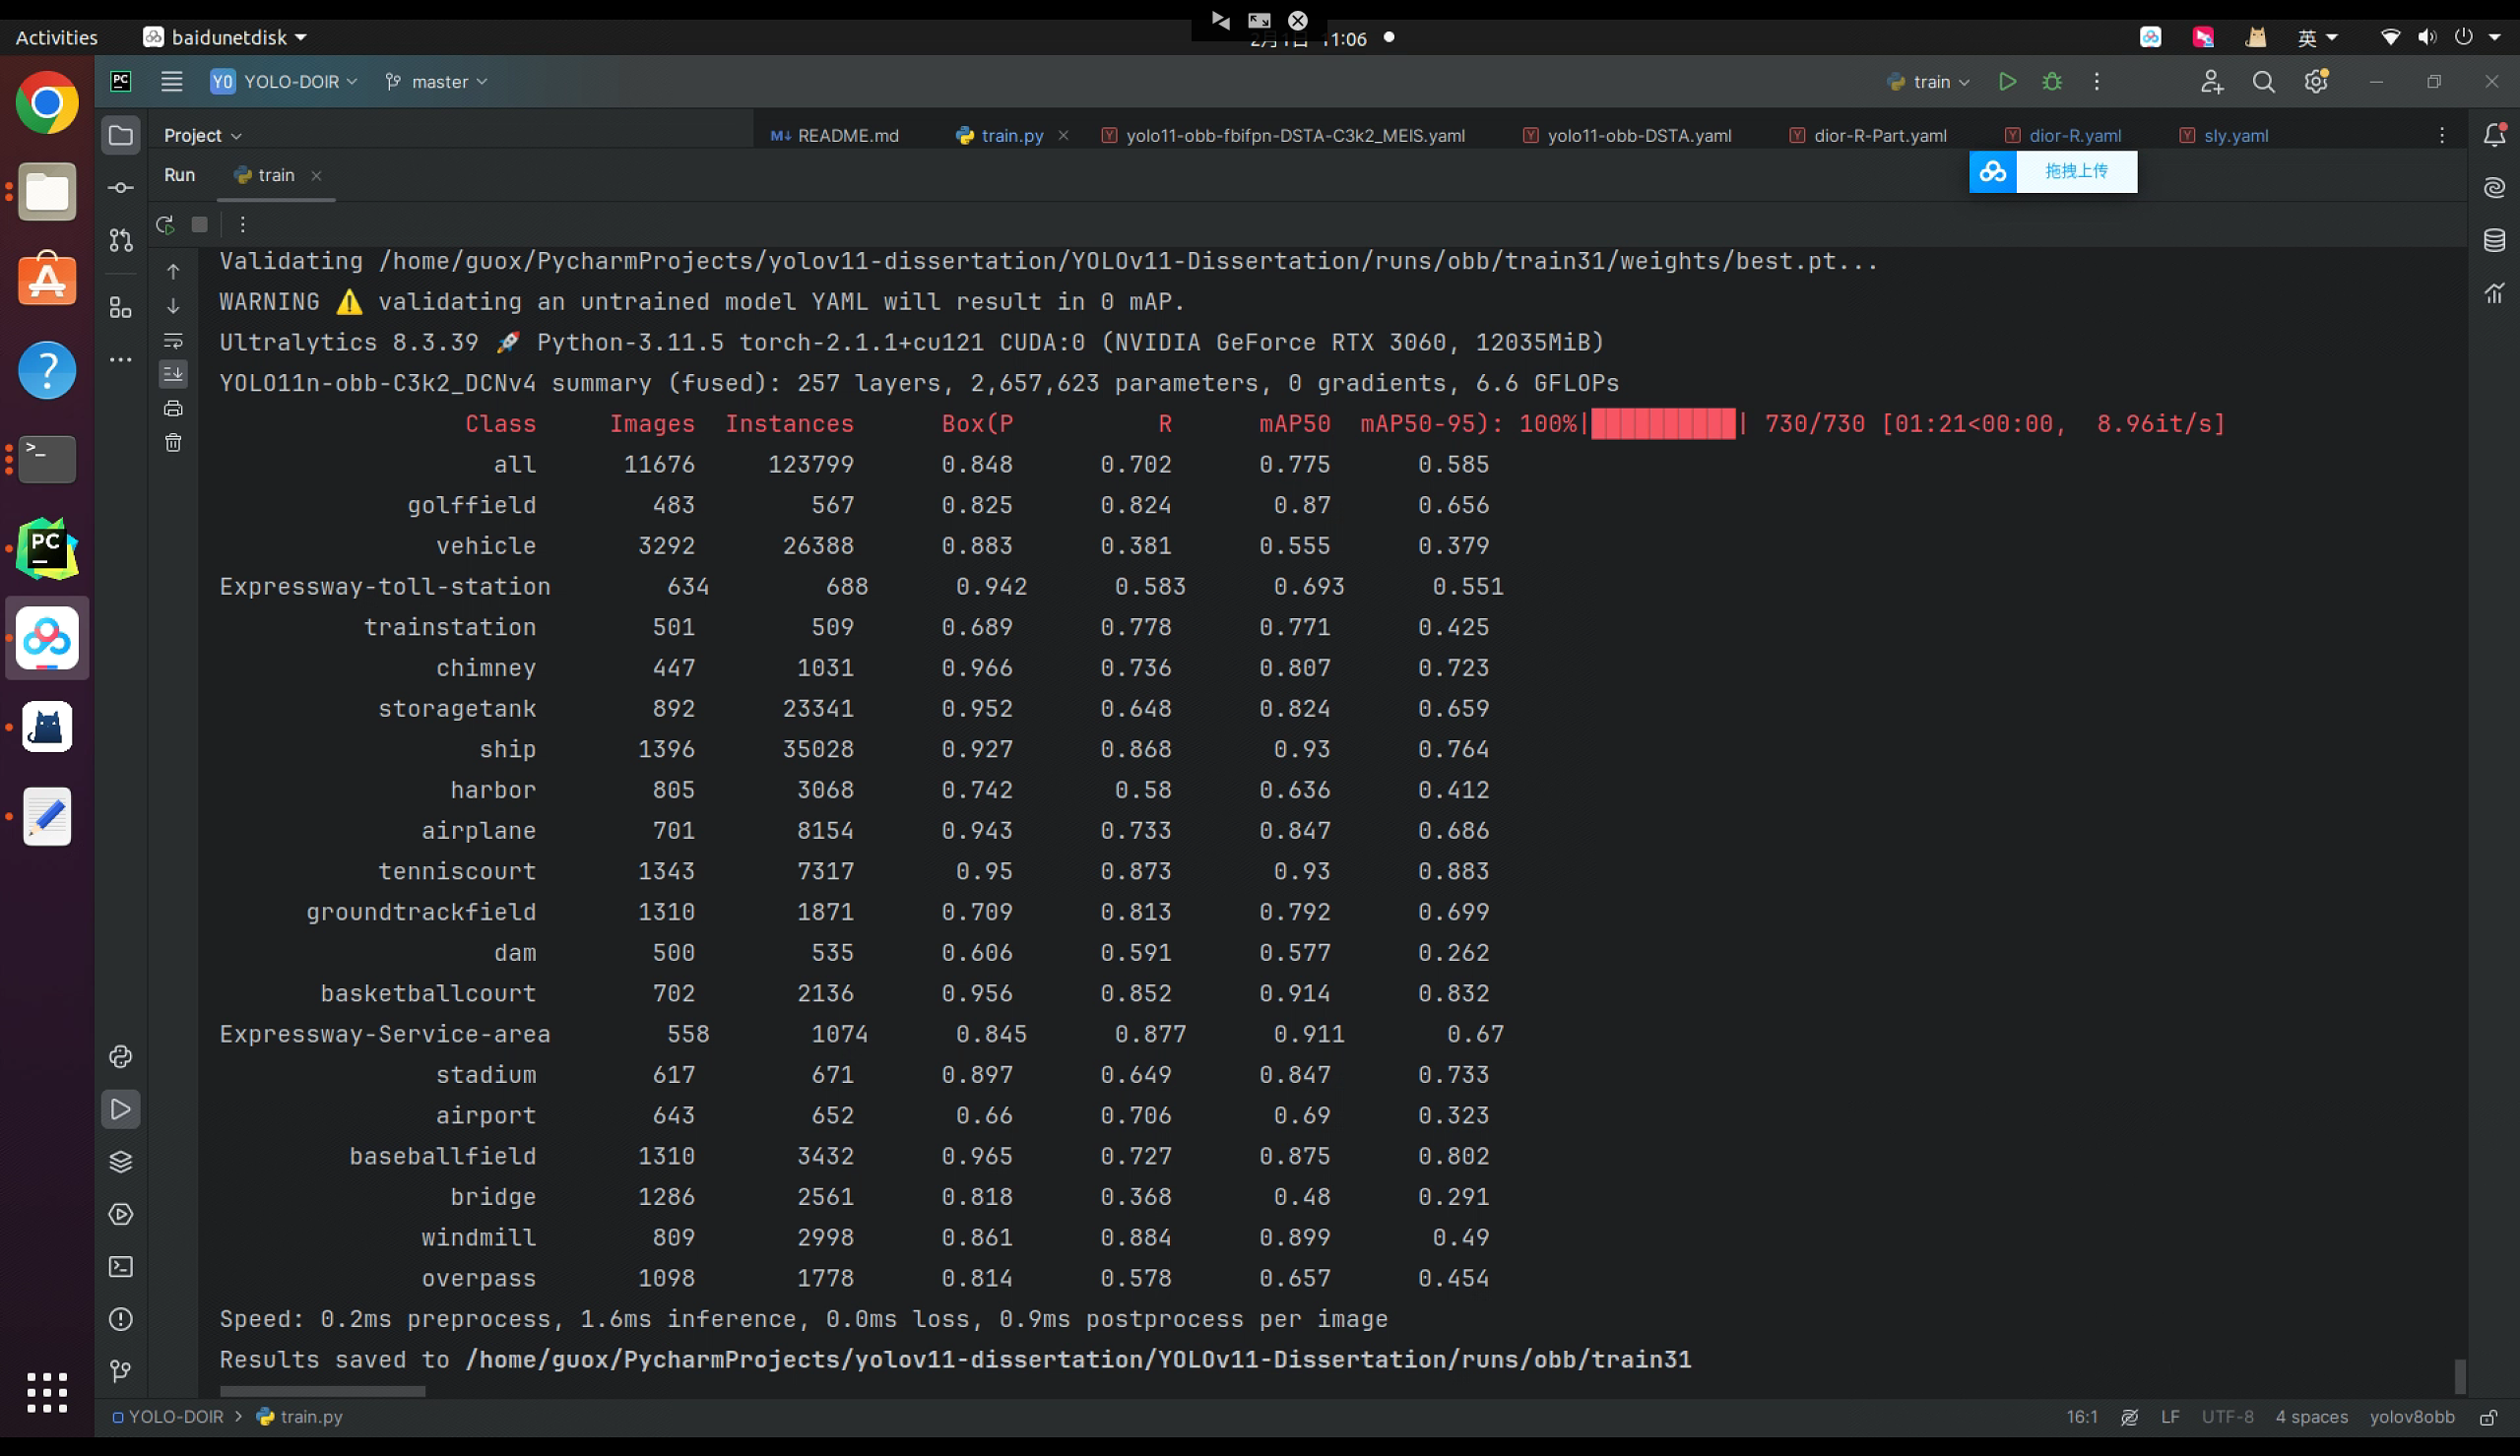 Activities baidunetdisk 11:06 英
YOLO-DOIR master train
Project README.md train.py yolo11-obb-fbifpn-DSTA-C3k2_MEIS.yaml yolo11-obb-DSTA.yaml dior-R-Part.yaml dior-R.yaml sly.yaml
拖拽上传
Run train
Validating /home/guox/PycharmProjects/yolov11-dissertation/YOLOv11-Dissertation/runs/obb/train31/weights/best.pt...
WARNING ⚠️ validating an untrained model YAML will result in 0 mAP.
Ultralytics 8.3.39 🚀 Python-3.11.5 torch-2.1.1+cu121 CUDA:0 (NVIDIA GeForce RTX 3060, 12035MiB)
YOLO11n-obb-C3k2_DCNv4 summary (fused): 257 layers, 2,657,623 parameters, 0 gradients, 6.6 GFLOPs
Class Images Instances Box(P R mAP50 mAP50-95): 100%|██████████| 730/730 [01:21<00:00, 8.96it/s]
all 11676 123799 0.848 0.702 0.775 0.585
golffield 483 567 0.825 0.824 0.87 0.656
vehicle 3292 26388 0.883 0.381 0.555 0.379
Expressway-toll-station 634 688 0.942 0.583 0.693 0.551
trainstation 501 509 0.689 0.778 0.771 0.425
chimney 447 1031 0.966 0.736 0.807 0.723
storagetank 892 23341 0.952 0.648 0.824 0.659
ship 1396 35028 0.927 0.868 0.93 0.764
harbor 805 3068 0.742 0.58 0.636 0.412
airplane 701 8154 0.943 0.733 0.847 0.686
tenniscourt 1343 7317 0.95 0.873 0.93 0.883
groundtrackfield 1310 1871 0.709 0.813 0.792 0.699
dam 500 535 0.606 0.591 0.577 0.262
basketballcourt 702 2136 0.956 0.852 0.914 0.832
Expressway-Service-area 558 1074 0.845 0.877 0.911 0.67
stadium 617 671 0.897 0.649 0.847 0.733
airport 643 652 0.66 0.706 0.69 0.323
baseballfield 1310 3432 0.965 0.727 0.875 0.802
bridge 1286 2561 0.818 0.368 0.48 0.291
windmill 809 2998 0.861 0.884 0.899 0.49
overpass 1098 1778 0.814 0.578 0.657 0.454
Speed: 0.2ms preprocess, 1.6ms inference, 0.0ms loss, 0.9ms postprocess per image
Results saved to /home/guox/PycharmProjects/yolov11-dissertation/YOLOv11-Dissertation/runs/obb/train31
YOLO-DOIR > train.py 16:1 LF UTF-8 4 spaces yolov8obb